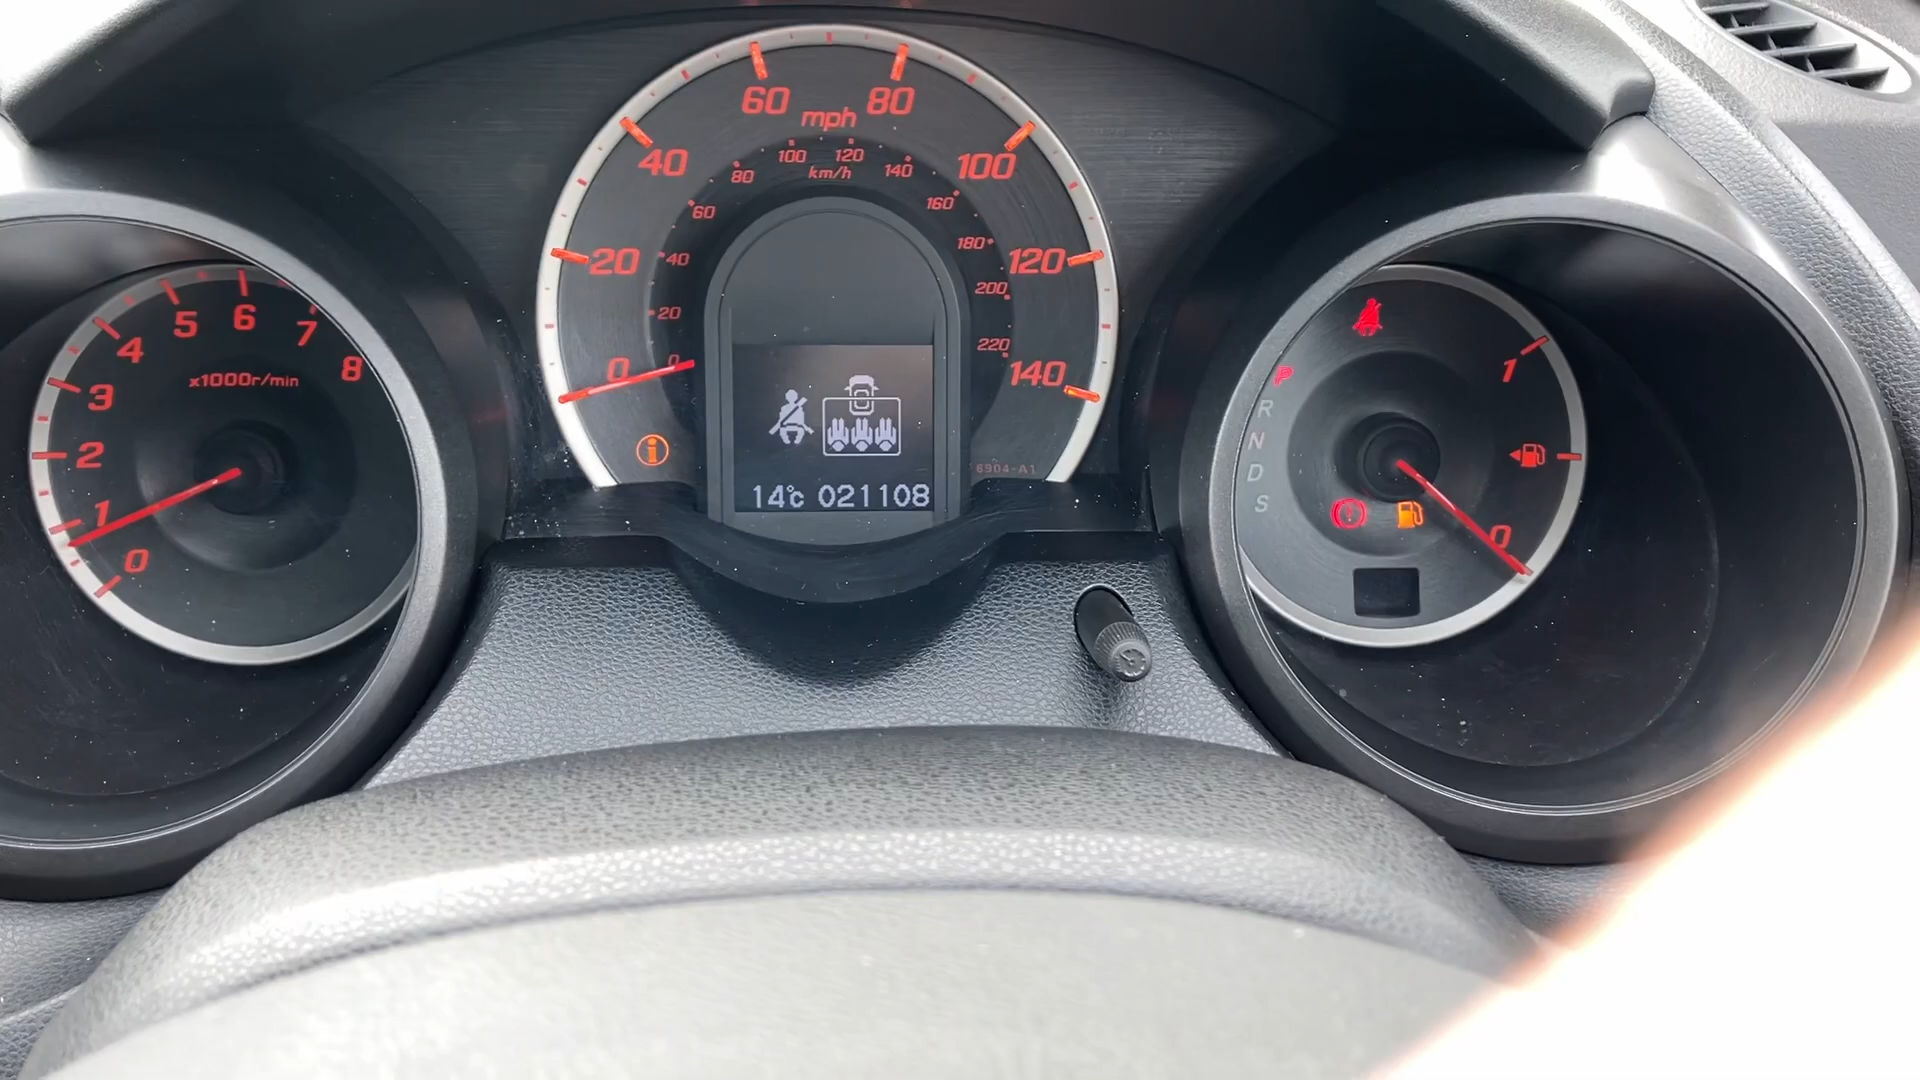 0 1 2 3 4 5 6 7 8
x1000r/min
0 20 40 60 80 100 120 140
mph
0 20 40 60 80 100 120 140 160 180 200 220
km/h
14°c 021108
6904-A1
P
R
N
D
S
1
0